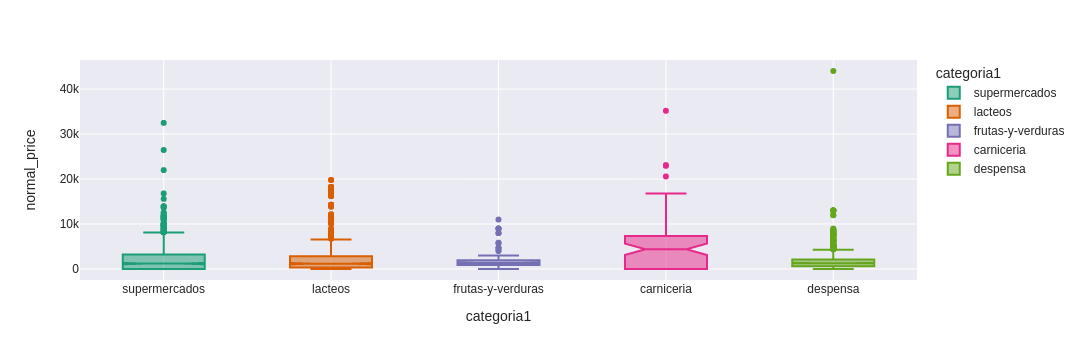 normal_price
40k
30k
20k
10k
0
supermercados
lacteos
frutas-y-verduras
carniceria
despensa
categoria1
categoria1
supermercados
lacteos
frutas-y-verduras
carniceria
despensa